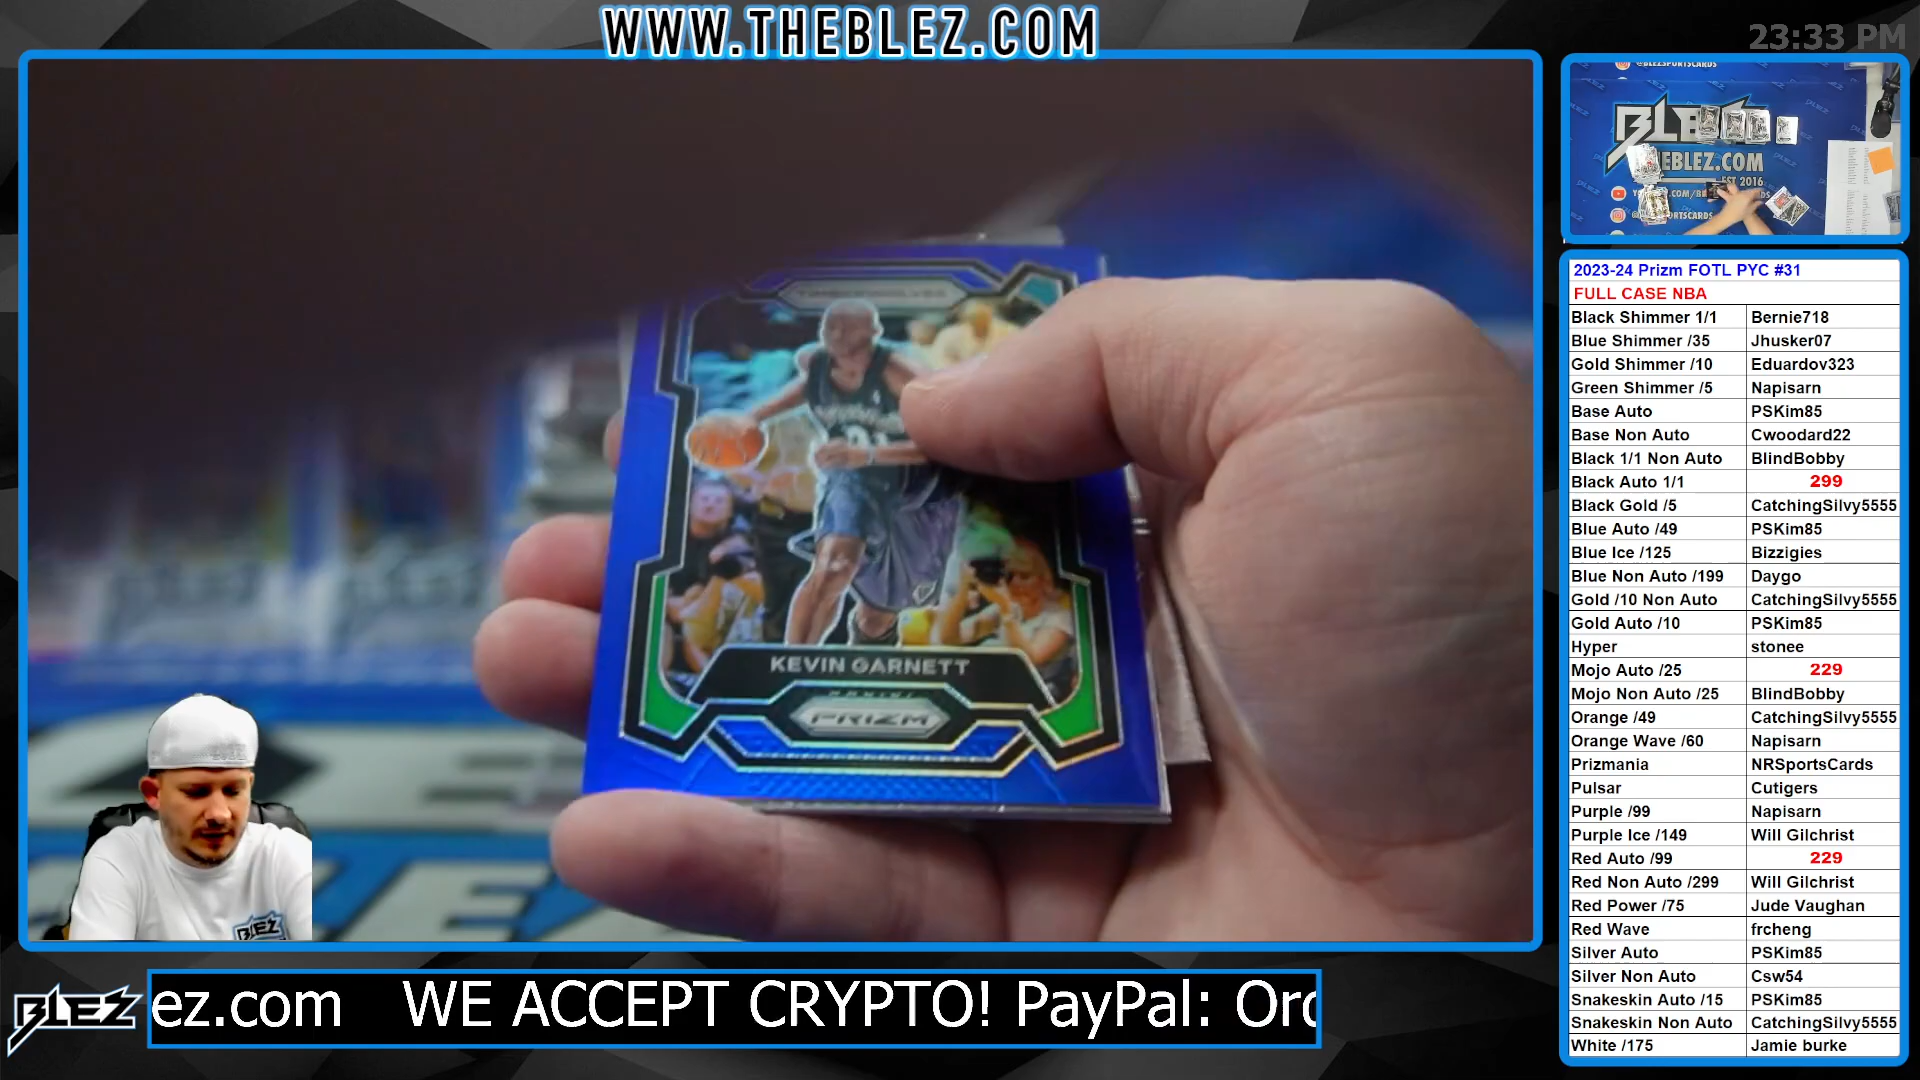 WWW.THEBLEZ.COM
23:33 PM
@BLEZSPORTSCARDS
BLEZ
THEBLEZ.COM
EST 2016
KEVIN GARNETT
PANINI
PRIZM
BLEZ
2023-24 Prizm FOTL PYC #31
FULL CASE NBA
Black Shimmer 1/1 Bernie718
Blue Shimmer /35 Jhusker07
Gold Shimmer /10 Eduardov323
Green Shimmer /5 Napisarn
Base Auto PSKim85
Base Non Auto Cwoodard22
Black 1/1 Non Auto BlindBobby
Black Auto 1/1 299
Black Gold /5 CatchingSilvy5555
Blue Auto /49 PSKim85
Blue Ice /125 Bizzigies
Blue Non Auto /199 Daygo
Gold /10 Non Auto CatchingSilvy5555
Gold Auto /10 PSKim85
Hyper stonee
Mojo Auto /25 229
Mojo Non Auto /25 BlindBobby
Orange /49 CatchingSilvy5555
Orange Wave /60 Napisarn
Prizmania NRSportsCards
Pulsar Cutigers
Purple /99 Napisarn
Purple Ice /149 Will Gilchrist
Red Auto /99 229
Red Non Auto /299 Will Gilchrist
Red Power /75 Jude Vaughan
Red Wave frcheng
Silver Auto PSKim85
Silver Non Auto Csw54
Snakeskin Auto /15 PSKim85
Snakeskin Non Auto CatchingSilvy5555
White /175 Jamie burke
BLEZ
ez.com WE ACCEPT CRYPTO! PayPal: Ord